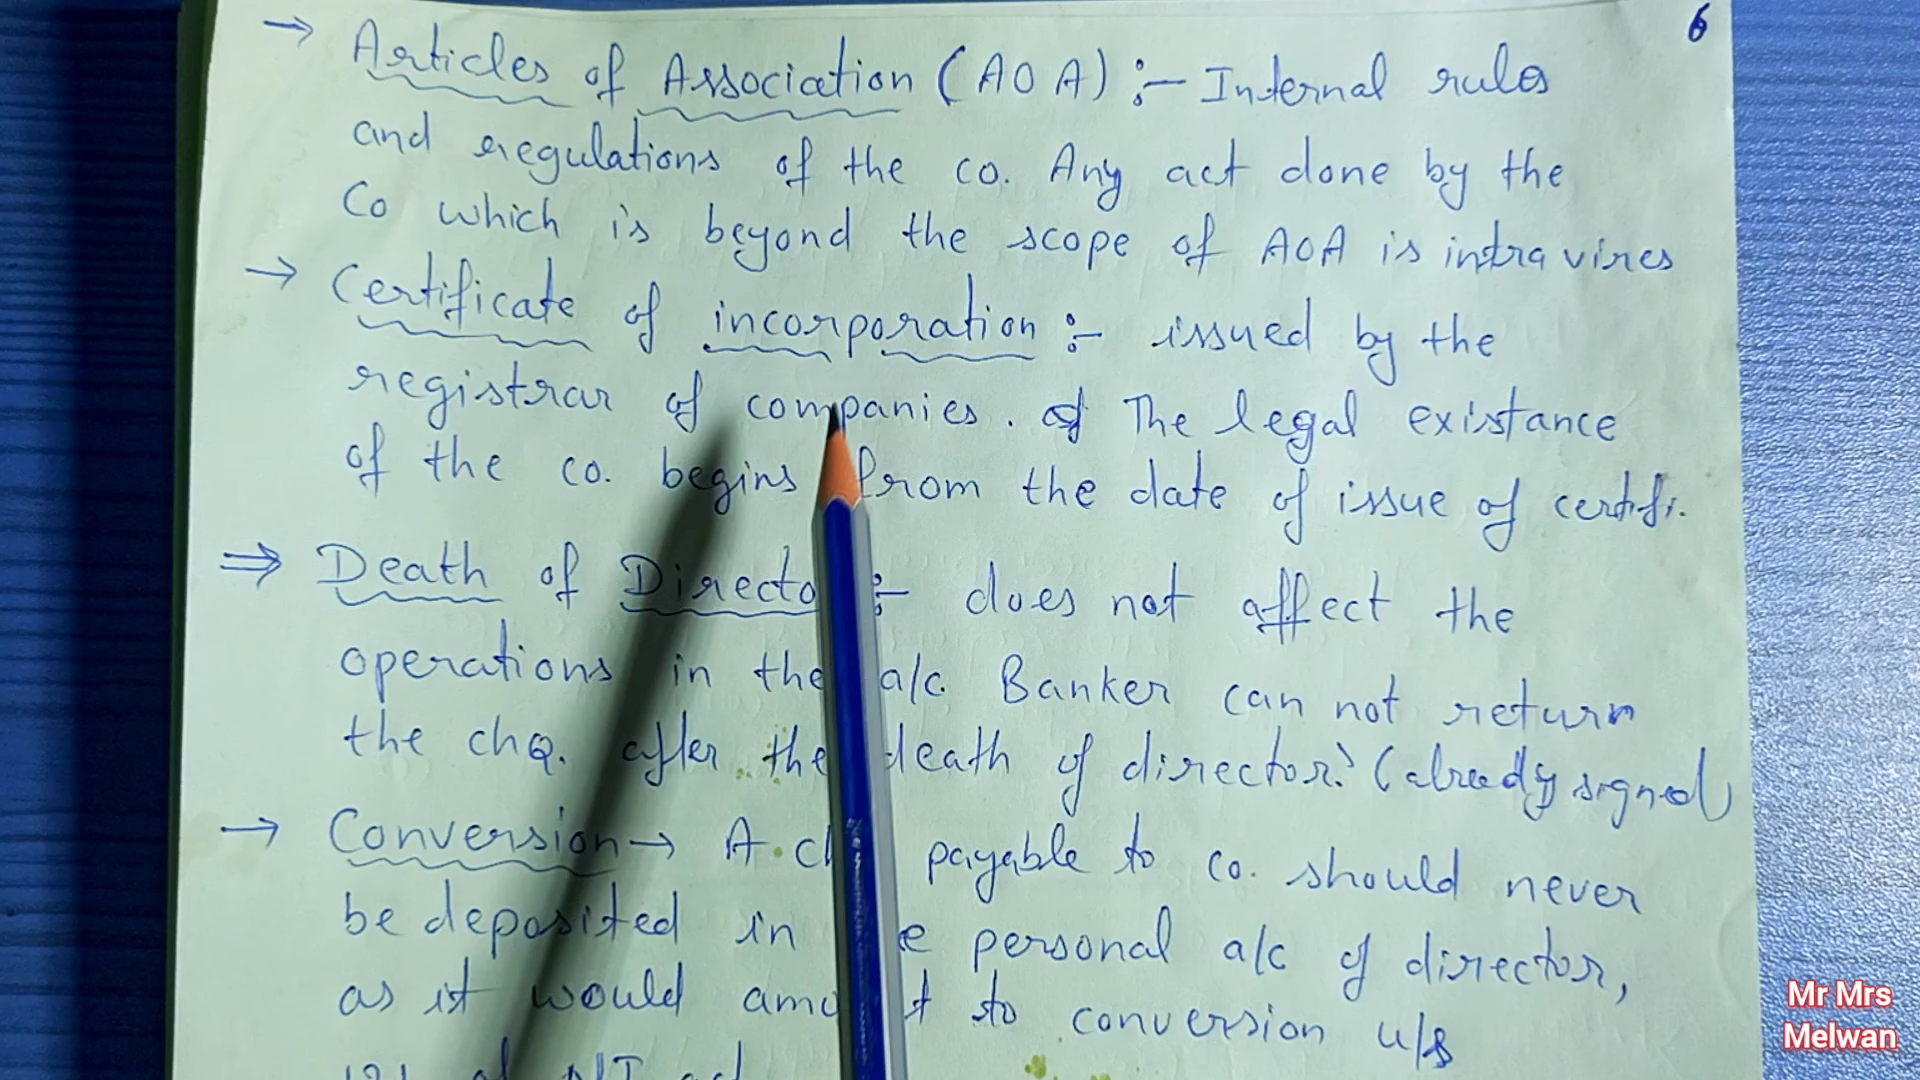 6
→ Articles of Association (AOA) :- Internal rules
and regulations of the co. Any act done by the
Co which is beyond the scope of AOA is intra vires
→ Certificate of incorporation :- issued by the
registrar of companies. The legal existance
of the co. begins from the date of issue of certifi.
⇒ Death of Directo :- does not affect the
operations in the a/c. Banker can not return
the chq. after the death of director. (already signed)
→ Conversion → A payable to co. should never
be deposited in personal a/c of director,
as it would to conversion u/s
Mr Mrs
Melwan